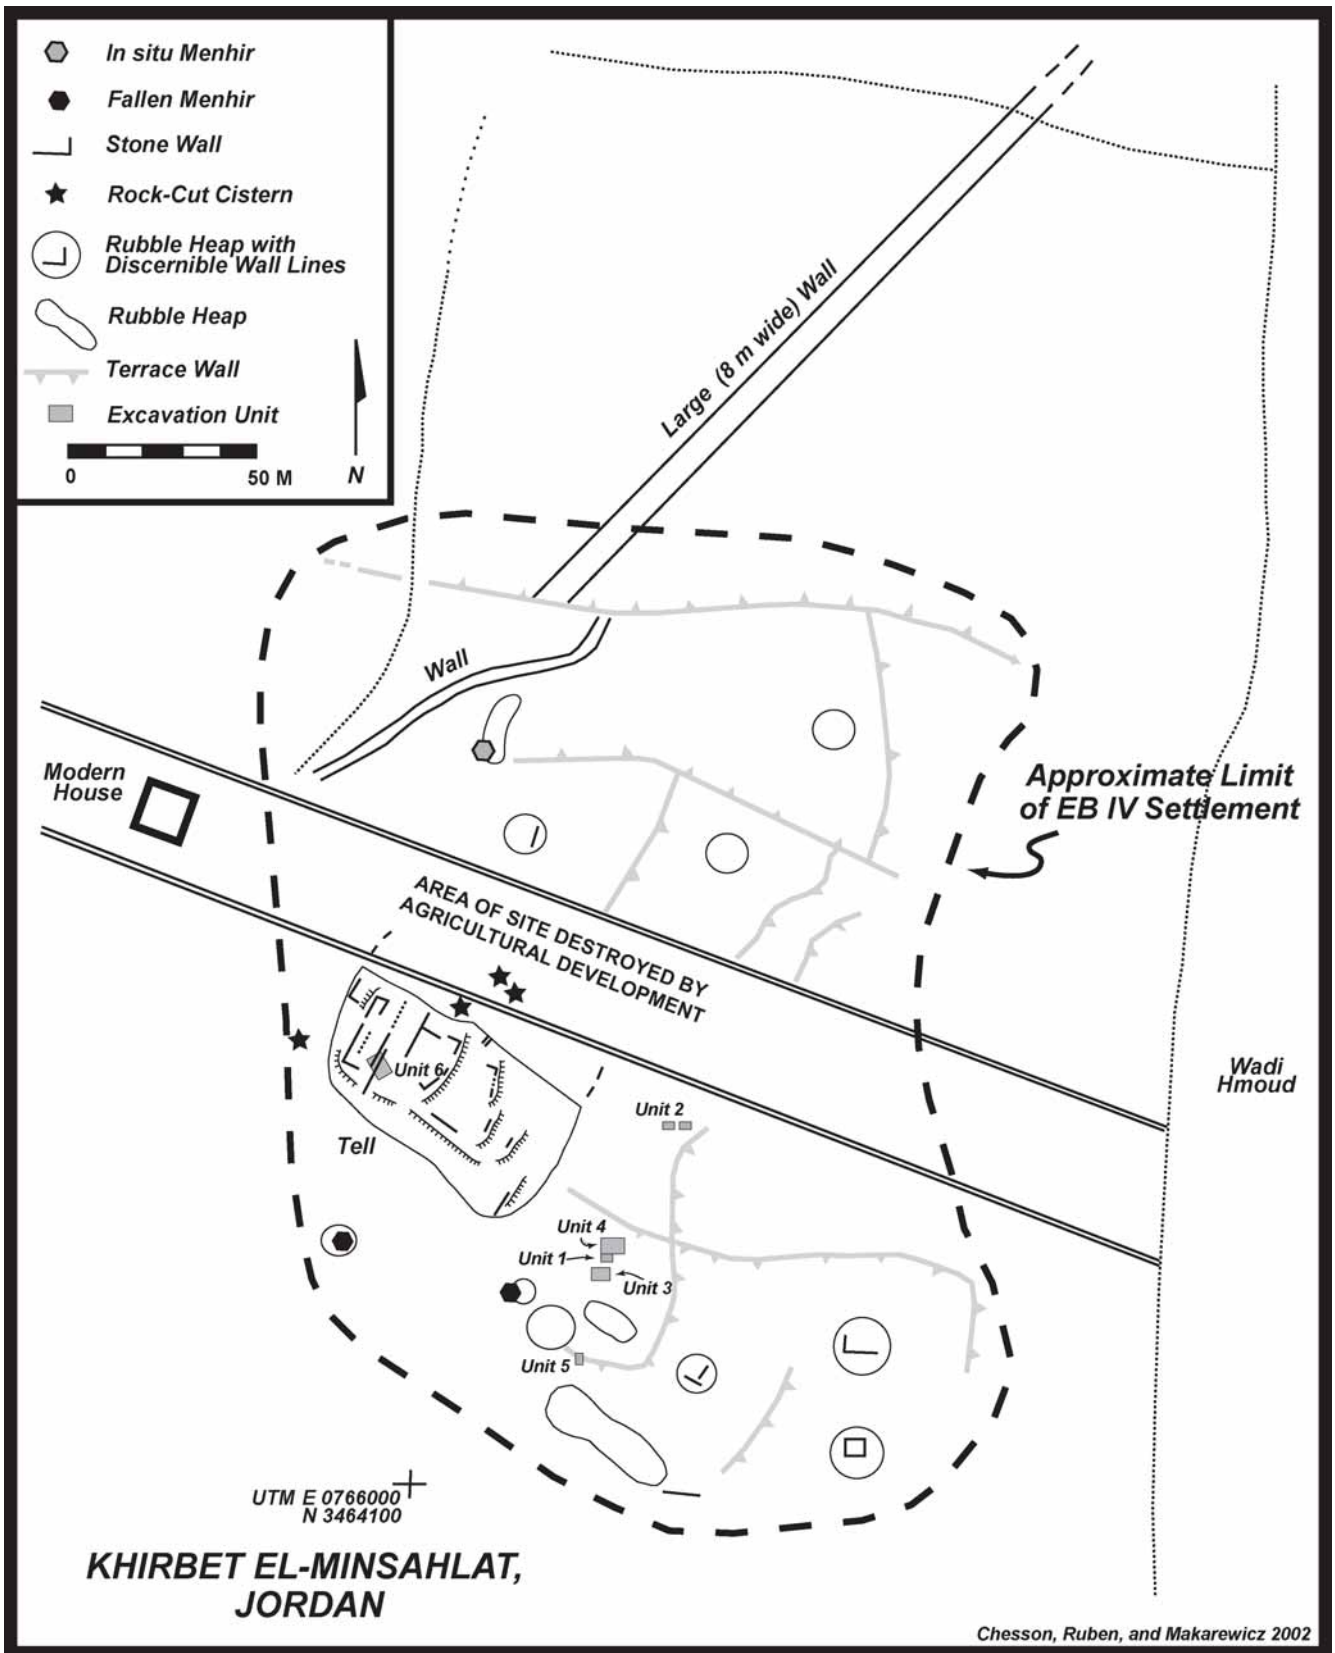 In situ Menhir
Fallen Menhir
Stone Wall
Rock-Cut Cistern
Rubble Heap with
Discernible Wall Lines
Rubble Heap
Terrace Wall
Excavation Unit
0
50 M
N
Large (8 m wide) Wall
Wall
Modern
House
Approximate Limit
of EB IV Settlement
AREA OF SITE DESTROYED BY
AGRICULTURAL DEVELOPMENT
Wadi
Hmoud
Unit 6
Unit 2
Tell
Unit 4
Unit 1
Unit 3
Unit 5
UTM E 0766000
N 3464100
KHIRBET EL-MINSAHLAT,
JORDAN
Chesson, Ruben, and Makarewicz 2002